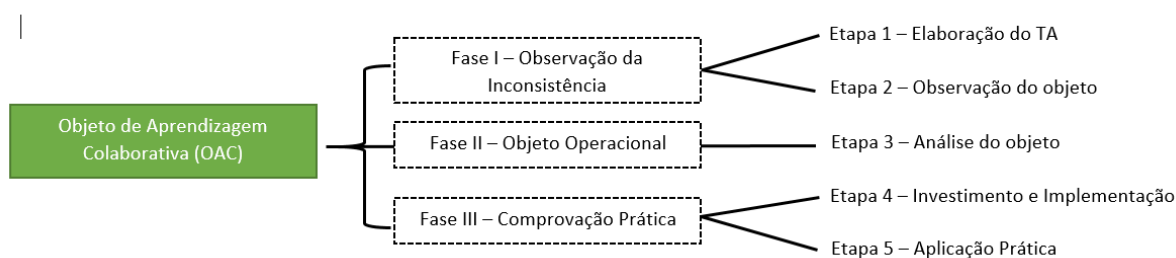 Objeto de Aprendizagem
Colaborativa (OAC)
Fase I – Observação da
Inconsistência
Fase II – Objeto Operacional
Fase III – Comprovação Prática
Etapa 1 – Elaboração do TA
Etapa 2 – Observação do objeto
Etapa 3 – Análise do objeto
Etapa 4 – Investimento e Implementação
Etapa 5 – Aplicação Prática